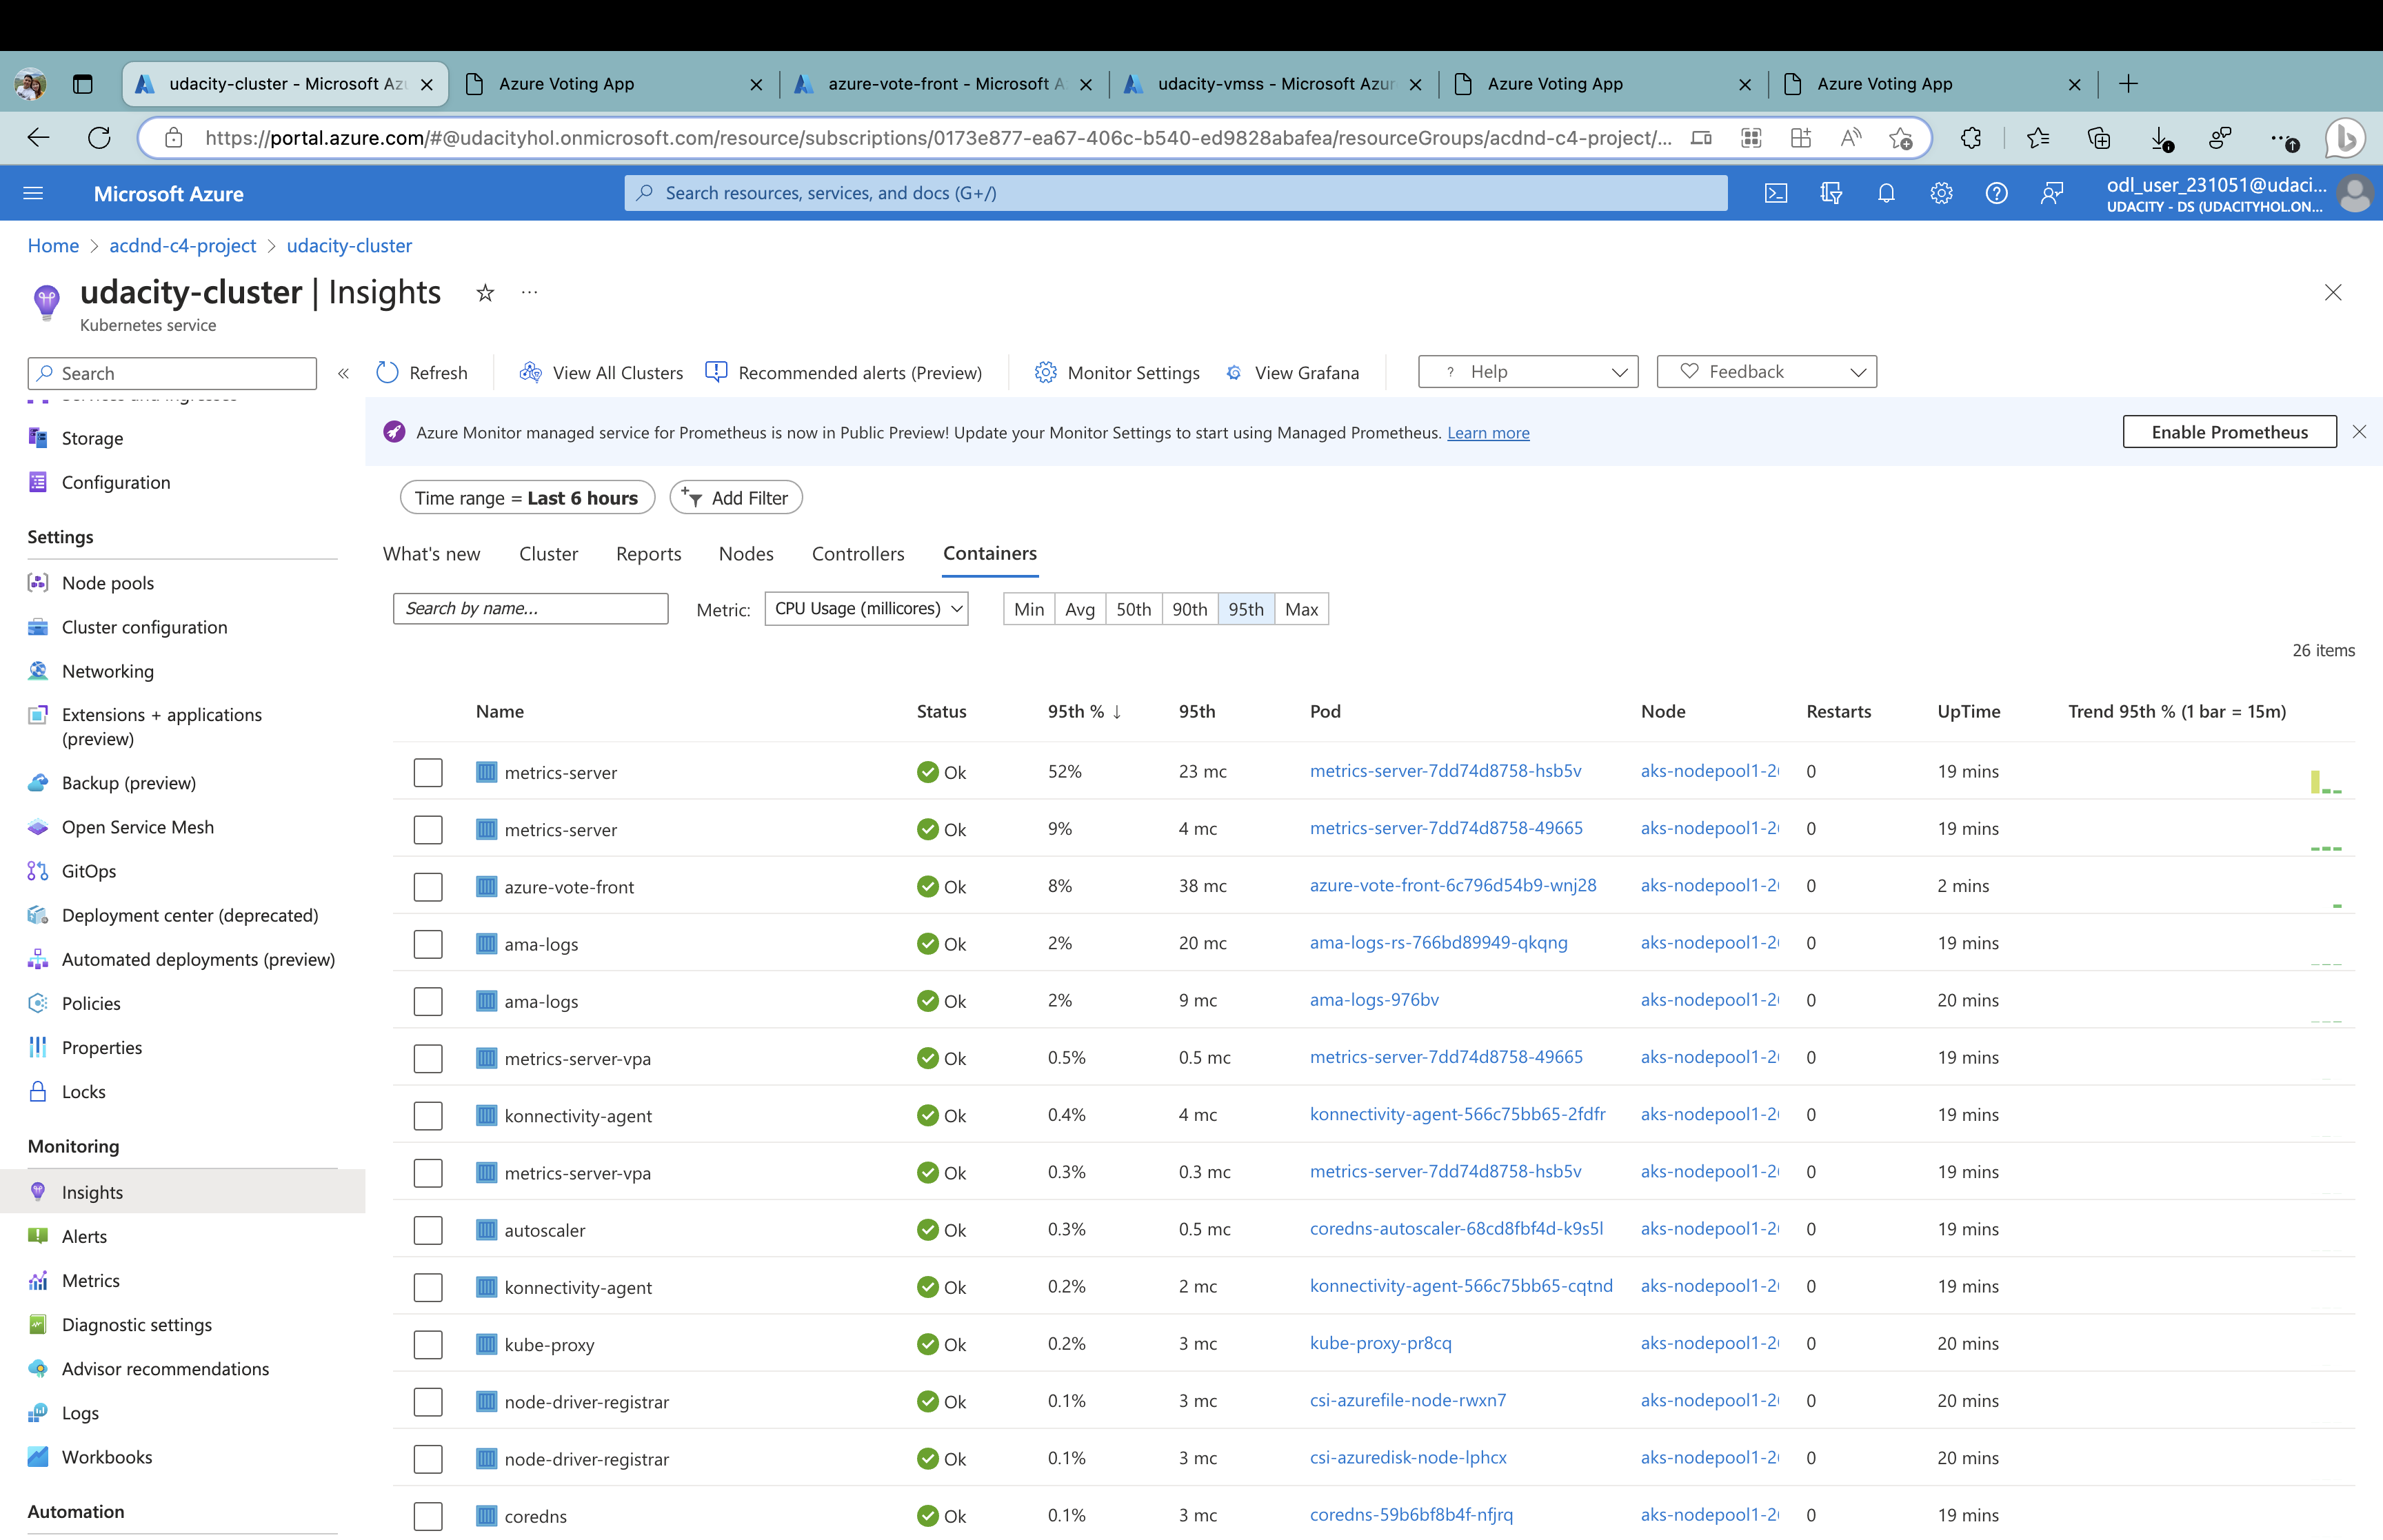 udacity-cluster - Microsoft Az
Azure Voting App
azure-vote-front - Microsoft A
udacity-vmss - Microsoft Azur
Azure Voting App
Azure Voting App
https://portal.azure.com/#@udacityhol.onmicrosoft.com/resource/subscriptions/0173e877-ea67-406c-b540-ed9828abafea/resourceGroups/acdnd-c4-project/...
Microsoft Azure
Search resources, services, and docs (G+/)
odl_user_231051@udaci...
UDACITY - DS (UDACITYHOL.ON...
Home > acdnd-c4-project > udacity-cluster
udacity-cluster | Insights
Kubernetes service
Search
Refresh
View All Clusters
Recommended alerts (Preview)
Monitor Settings
View Grafana
? Help
Feedback
Services and ingresses
Storage
Configuration
Settings
Node pools
Cluster configuration
Networking
Extensions + applications
(preview)
Backup (preview)
Open Service Mesh
GitOps
Deployment center (deprecated)
Automated deployments (preview)
Policies
Properties
Locks
Monitoring
Insights
Alerts
Metrics
Diagnostic settings
Advisor recommendations
Logs
Workbooks
Automation
Azure Monitor managed service for Prometheus is now in Public Preview! Update your Monitor Settings to start using Managed Prometheus. Learn more
Enable Prometheus
Time range = Last 6 hours
Add Filter
What's new Cluster Reports Nodes Controllers Containers
Search by name...
Metric: CPU Usage (millicores)
Min Avg 50th 90th 95th Max
26 items
Name Status 95th % ↓ 95th Pod Node Restarts UpTime Trend 95th % (1 bar = 15m)
metrics-server Ok 52% 23 mc metrics-server-7dd74d8758-hsb5v aks-nodepool1-2 0 19 mins
metrics-server Ok 9% 4 mc metrics-server-7dd74d8758-49665 aks-nodepool1-2 0 19 mins
azure-vote-front Ok 8% 38 mc azure-vote-front-6c796d54b9-wnj28 aks-nodepool1-2 0 2 mins
ama-logs Ok 2% 20 mc ama-logs-rs-766bd89949-qkqng aks-nodepool1-2 0 19 mins
ama-logs Ok 2% 9 mc ama-logs-976bv aks-nodepool1-2 0 20 mins
metrics-server-vpa Ok 0.5% 0.5 mc metrics-server-7dd74d8758-49665 aks-nodepool1-2 0 19 mins
konnectivity-agent Ok 0.4% 4 mc konnectivity-agent-566c75bb65-2fdfr aks-nodepool1-2 0 19 mins
metrics-server-vpa Ok 0.3% 0.3 mc metrics-server-7dd74d8758-hsb5v aks-nodepool1-2 0 19 mins
autoscaler Ok 0.3% 0.5 mc coredns-autoscaler-68cd8fbf4d-k9s5l aks-nodepool1-2 0 19 mins
konnectivity-agent Ok 0.2% 2 mc konnectivity-agent-566c75bb65-cqtnd aks-nodepool1-2 0 19 mins
kube-proxy Ok 0.2% 3 mc kube-proxy-pr8cq aks-nodepool1-2 0 20 mins
node-driver-registrar Ok 0.1% 3 mc csi-azurefile-node-rwxn7 aks-nodepool1-2 0 20 mins
node-driver-registrar Ok 0.1% 3 mc csi-azuredisk-node-lphcx aks-nodepool1-2 0 20 mins
coredns Ok 0.1% 3 mc coredns-59b6bf8b4f-nfjrq aks-nodepool1-2 0 19 mins